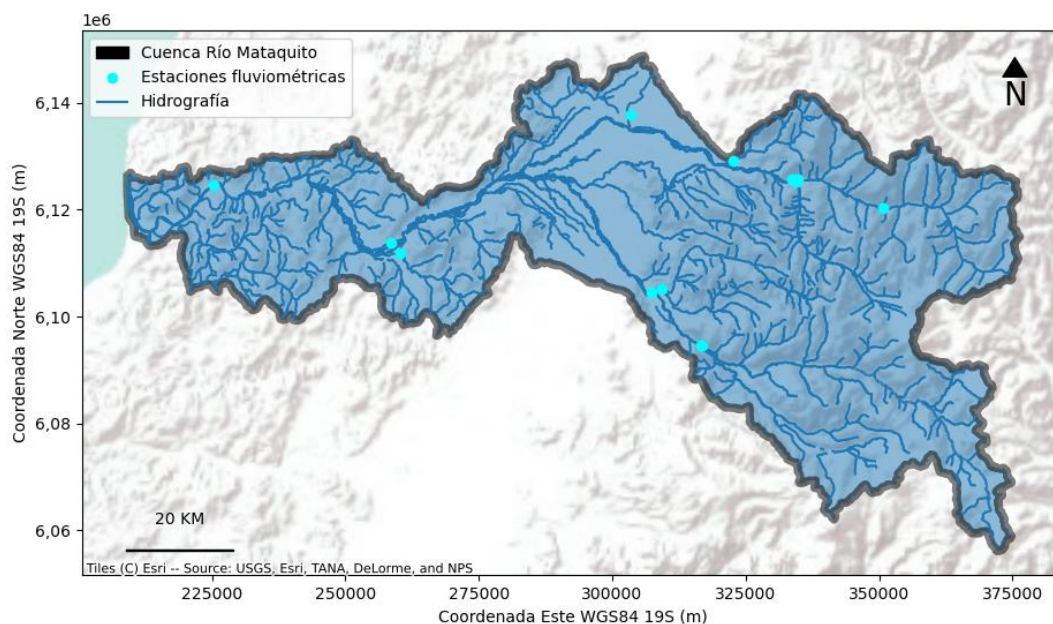 1e6
Cuenca Río Mataquito
Estaciones fluviométricas
Hidrografía
N
6,14
6,12
6,10
6,08
6,06
Coordenada Norte WGS84 19S (m)
20 KM
Tiles (C) Esri -- Source: USGS, Esri, TANA, DeLorme, and NPS
225000 250000 275000 300000 325000 350000 375000
Coordenada Este WGS84 19S (m)